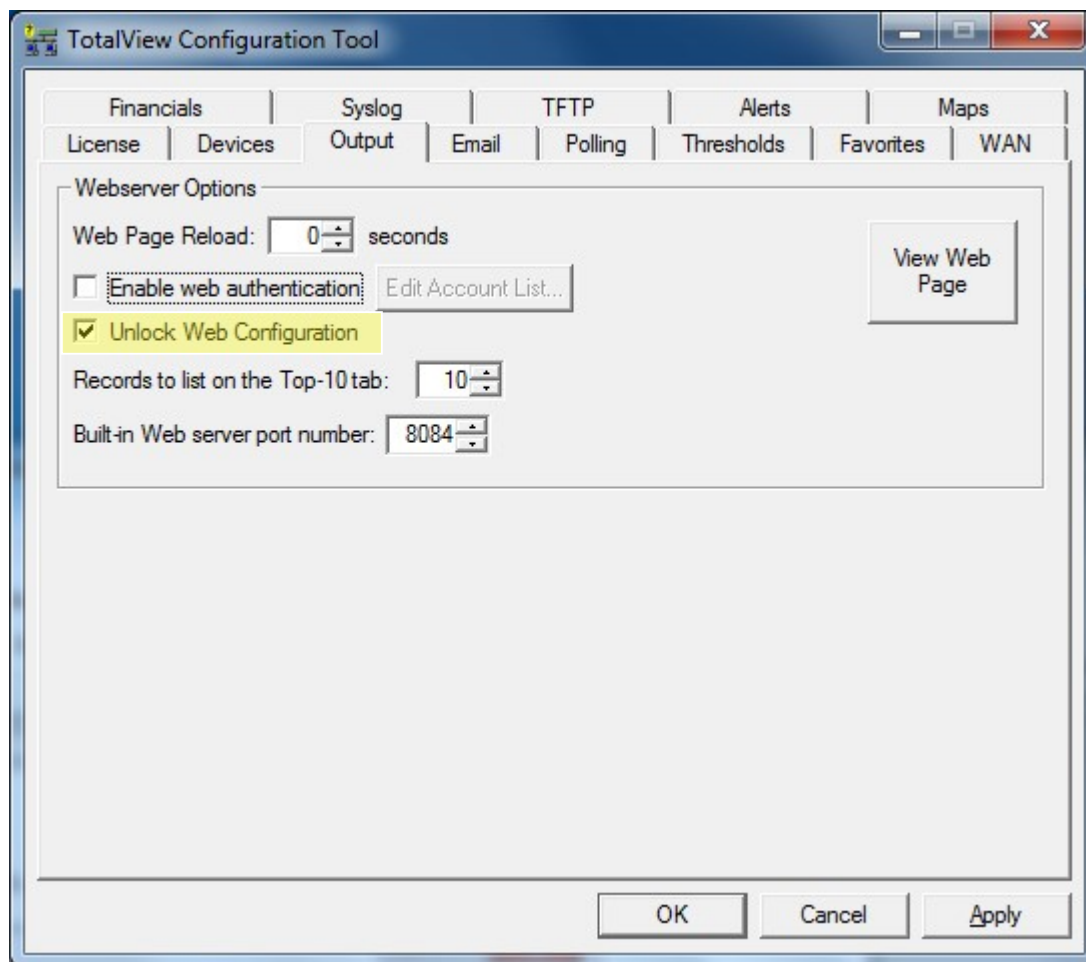 TotalView Configuration Tool
Financials Syslog TFTP Alerts Maps
License Devices Output Email Polling Thresholds Favorites WAN
Webserver Options
Web Page Reload: 0 seconds
View Web
Page
Enable web authentication Edit Account List...
Unlock Web Configuration
Records to list on the Top-10 tab: 10
Built-in Web server port number: 8084
OK Cancel Apply